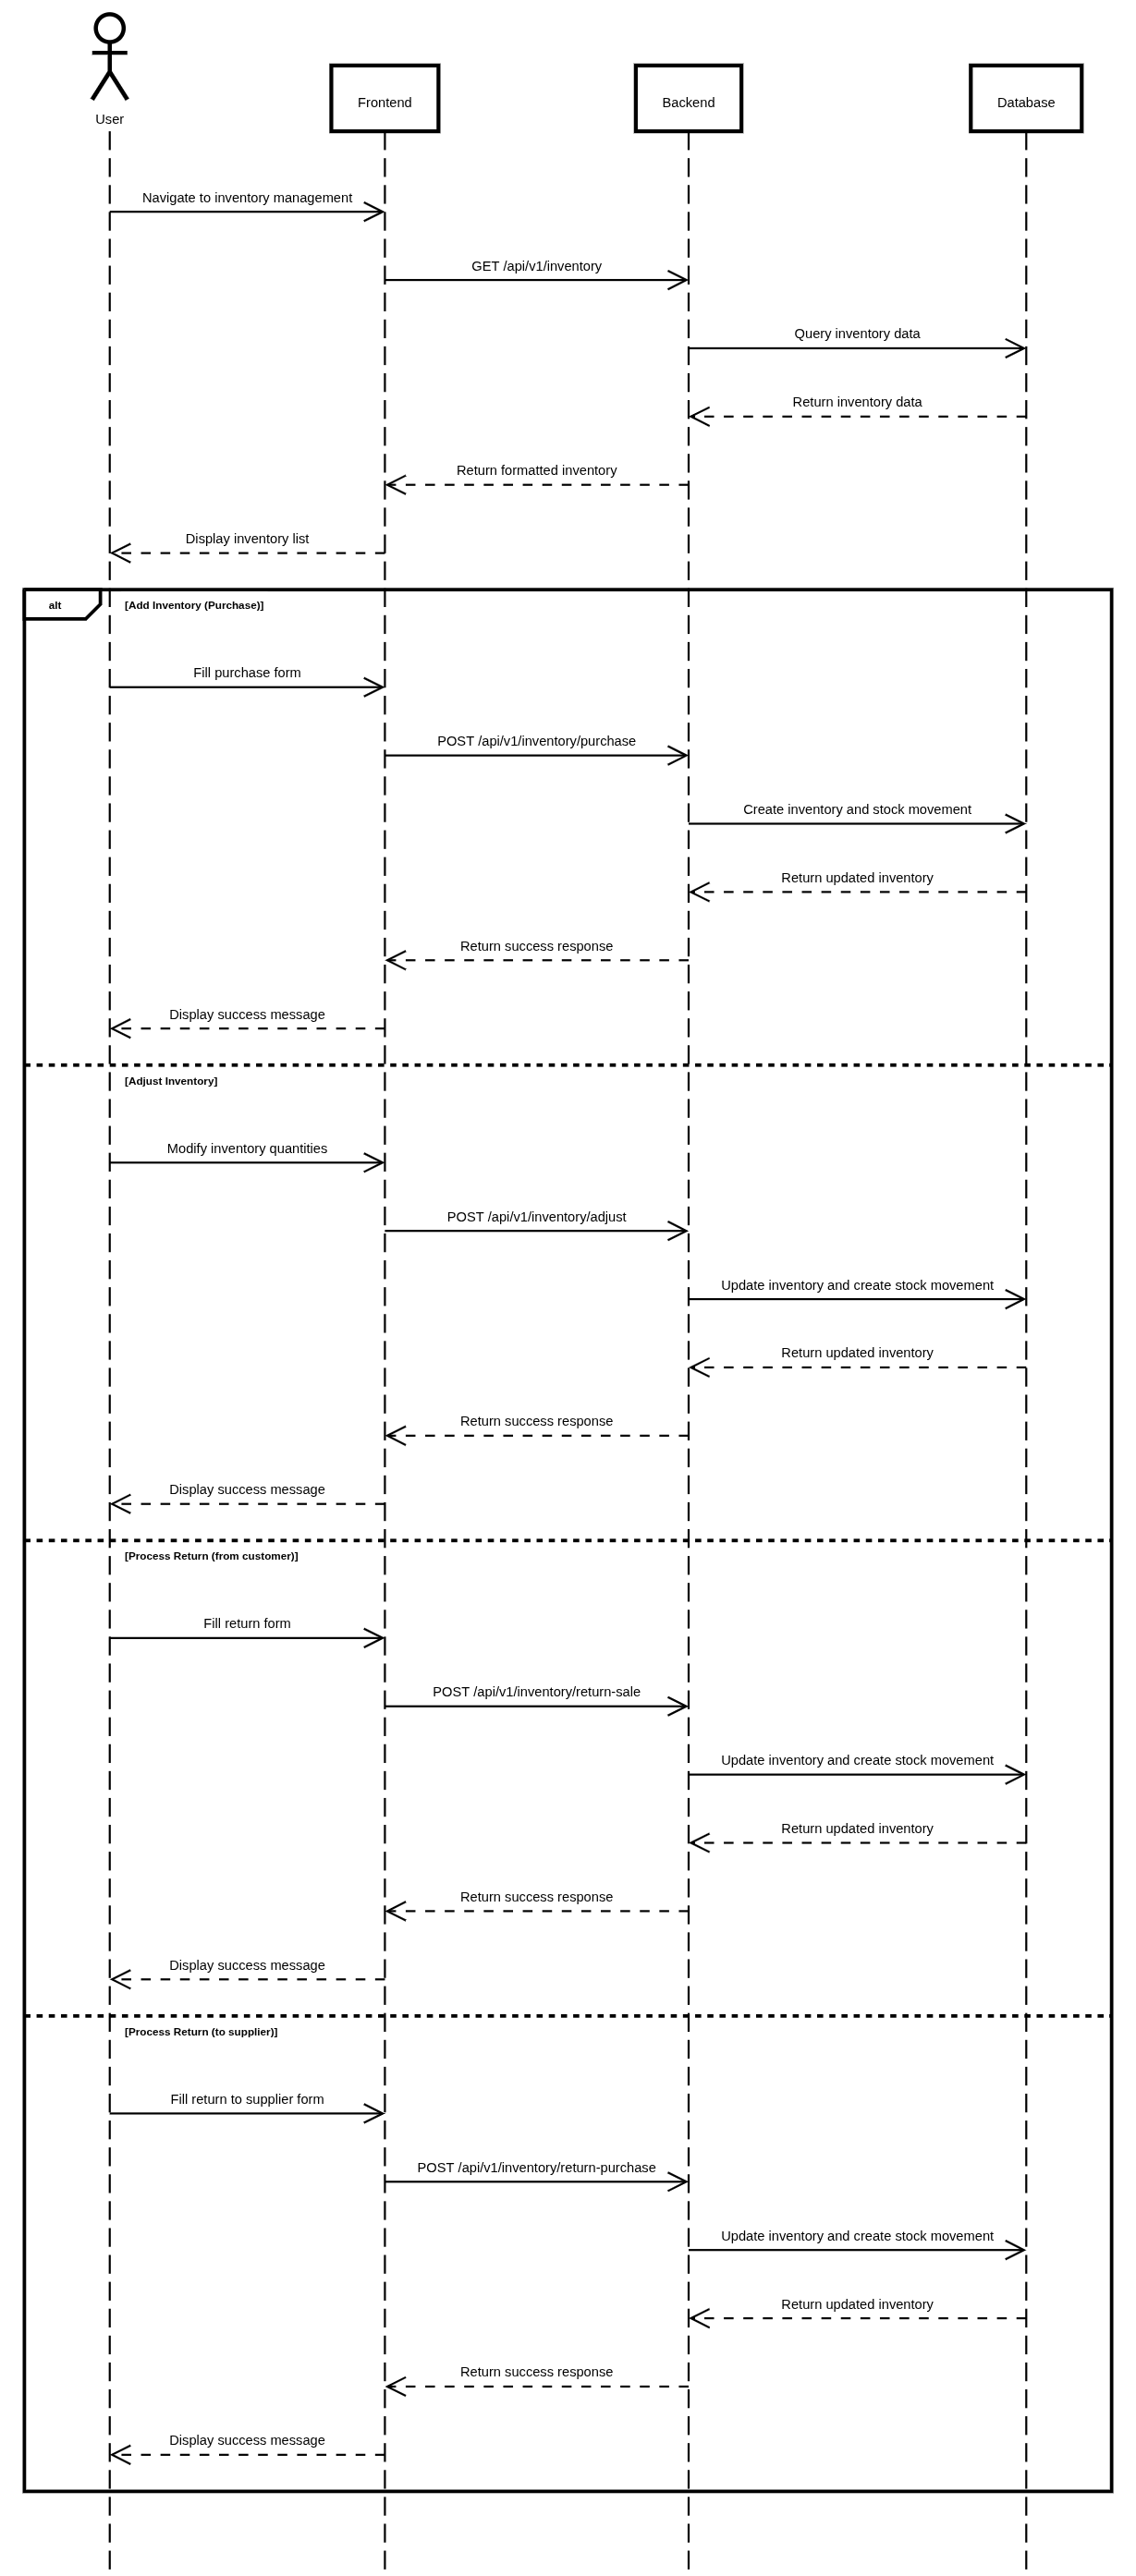 User
Frontend
Backend
Database
Navigate to inventory management
GET /api/v1/inventory
Query inventory data
Return inventory data
Return formatted inventory
Display inventory list
alt
[Add Inventory (Purchase)]
Fill purchase form
POST /api/v1/inventory/purchase
Create inventory and stock movement
Return updated inventory
Return success response
Display success message
[Adjust Inventory]
Modify inventory quantities
POST /api/v1/inventory/adjust
Update inventory and create stock movement
Return updated inventory
Return success response
Display success message
[Process Return (from customer)]
Fill return form
POST /api/v1/inventory/return-sale
Update inventory and create stock movement
Return updated inventory
Return success response
Display success message
[Process Return (to supplier)]
Fill return to supplier form
POST /api/v1/inventory/return-purchase
Update inventory and create stock movement
Return updated inventory
Return success response
Display success message